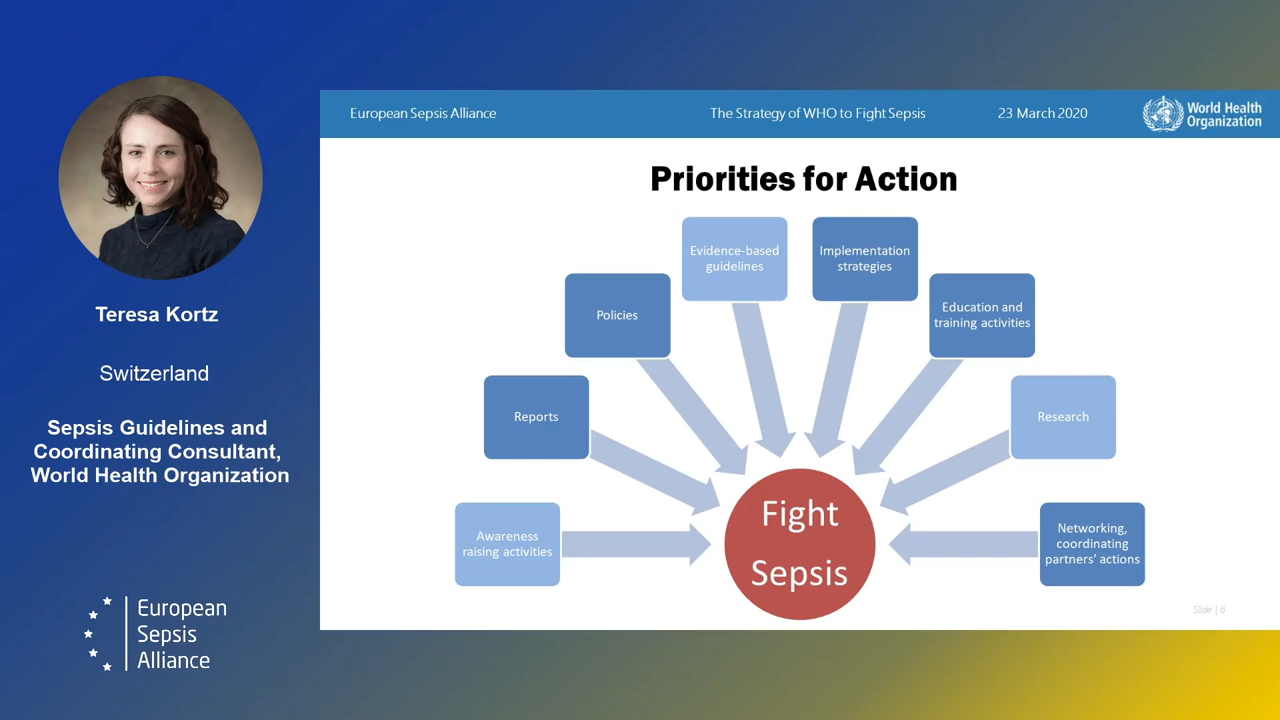 European Sepsis Alliance
The Strategy of WHO to Fight Sepsis
23 March 2020
World Health
Organization
Priorities for Action
Evidence-based
guidelines
Implementation
strategies
Policies
Education and
training activities
Reports
Research
Awareness
raising activities
Networking,
coordinating
partners' actions
Fight
Sepsis
Slide | 6
Teresa Kortz
Switzerland
Sepsis Guidelines and
Coordinating Consultant,
World Health Organization
European
Sepsis
Alliance